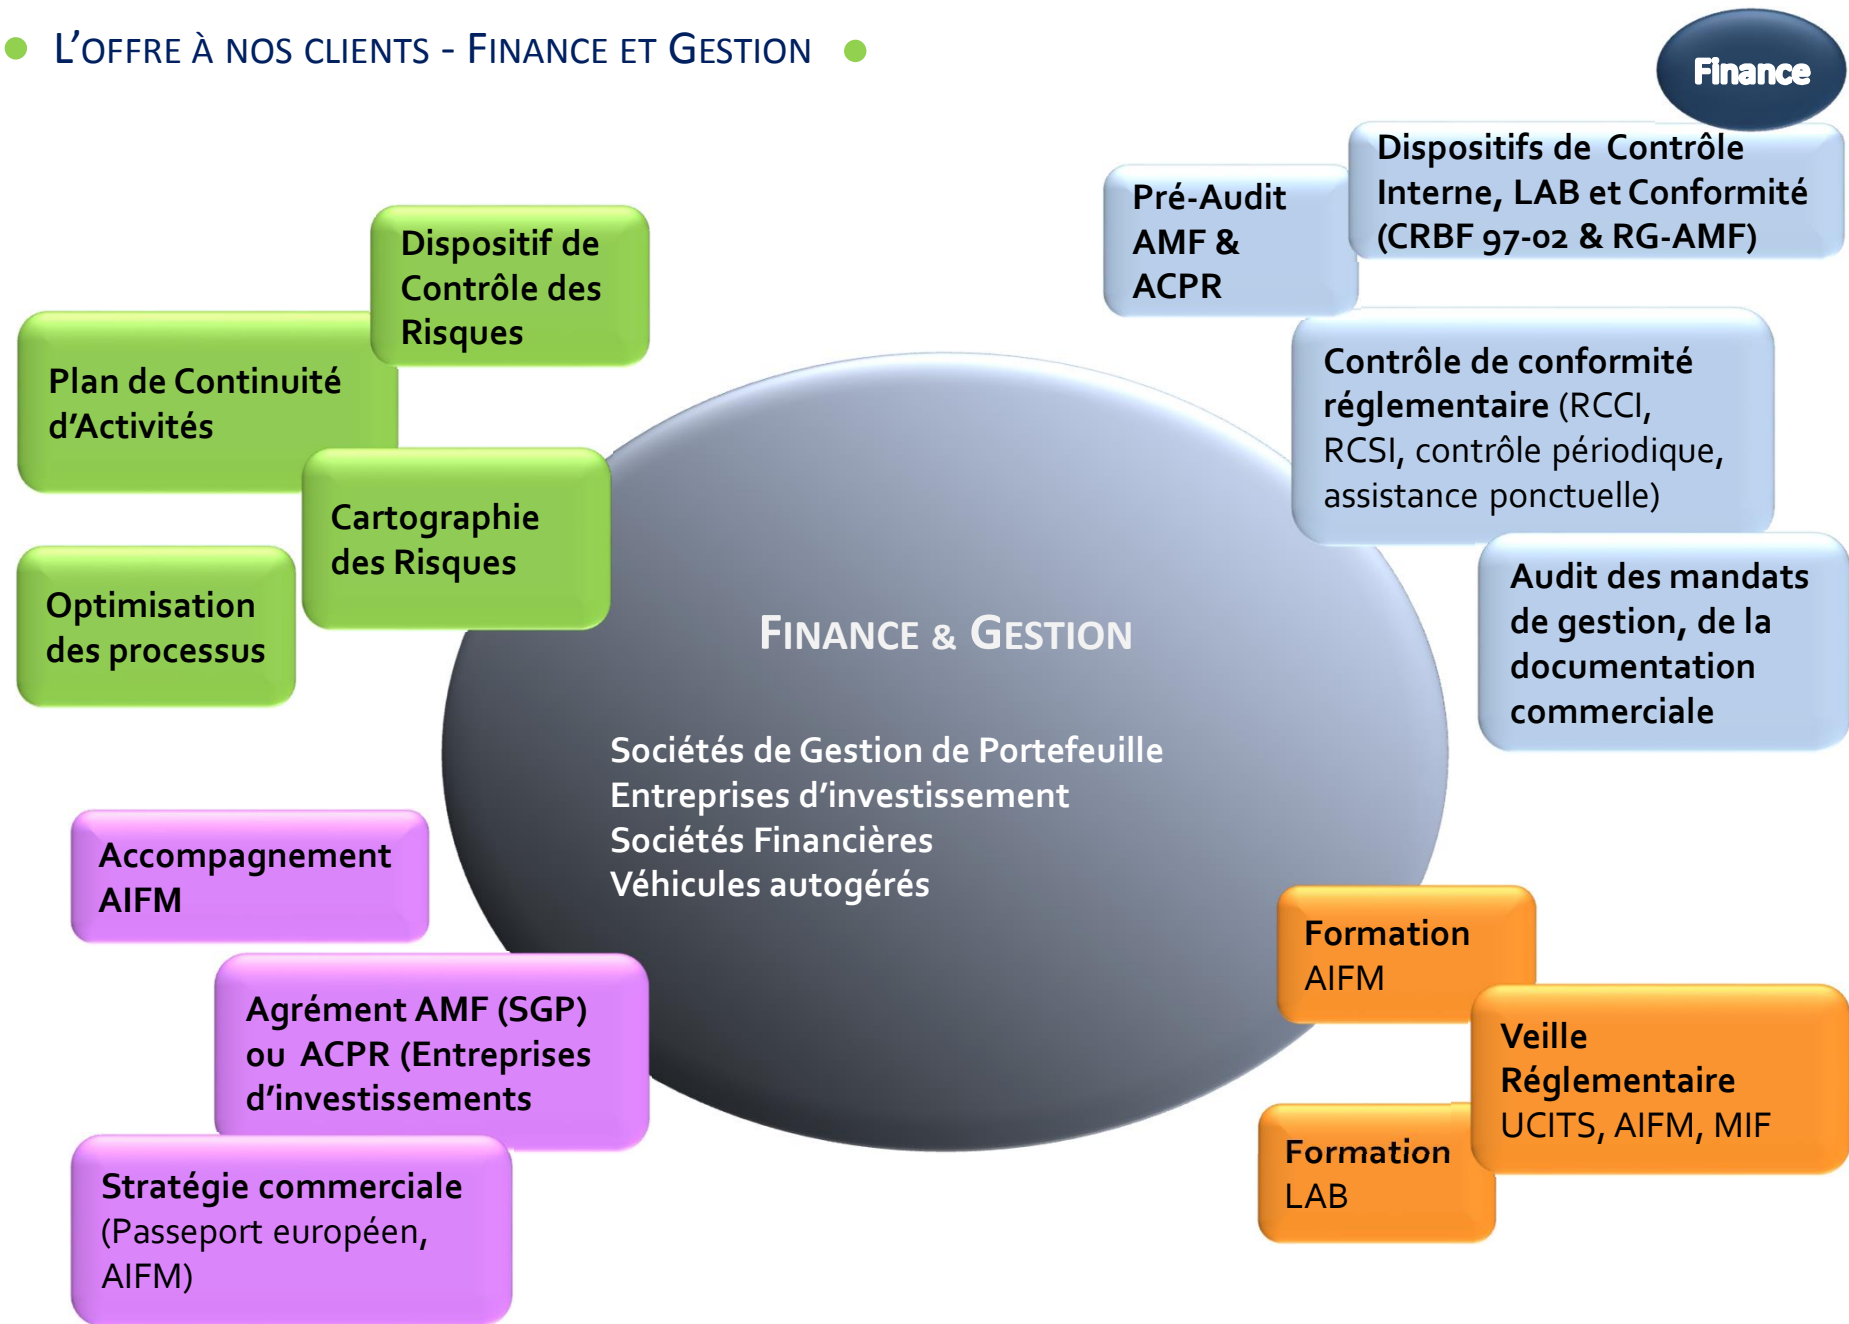 L'OFFRE À NOS CLIENTS - FINANCE ET GESTION
Finance
Dispositif de
Contrôle des
Risques
Plan de Continuité
d'Activités
Cartographie
des Risques
Optimisation
des processus
Pré-Audit
AMF &
ACPR
Dispositifs de Contrôle
Interne, LAB et Conformité
(CRBF 97-02 & RG-AMF)
Contrôle de conformité
réglementaire (RCCI,
RCSI, contrôle périodique,
assistance ponctuelle)
Audit des mandats
de gestion, de la
documentation
commerciale
FINANCE & GESTION
Sociétés de Gestion de Portefeuille
Entreprises d'investissement
Sociétés Financières
Véhicules autogérés
Accompagnement
AIFM
Agrément AMF (SGP)
ou ACPR (Entreprises
d'investissements
Stratégie commerciale
(Passeport européen,
AIFM)
Formation
AIFM
Veille
Réglementaire
UCITS, AIFM, MIF
Formation
LAB